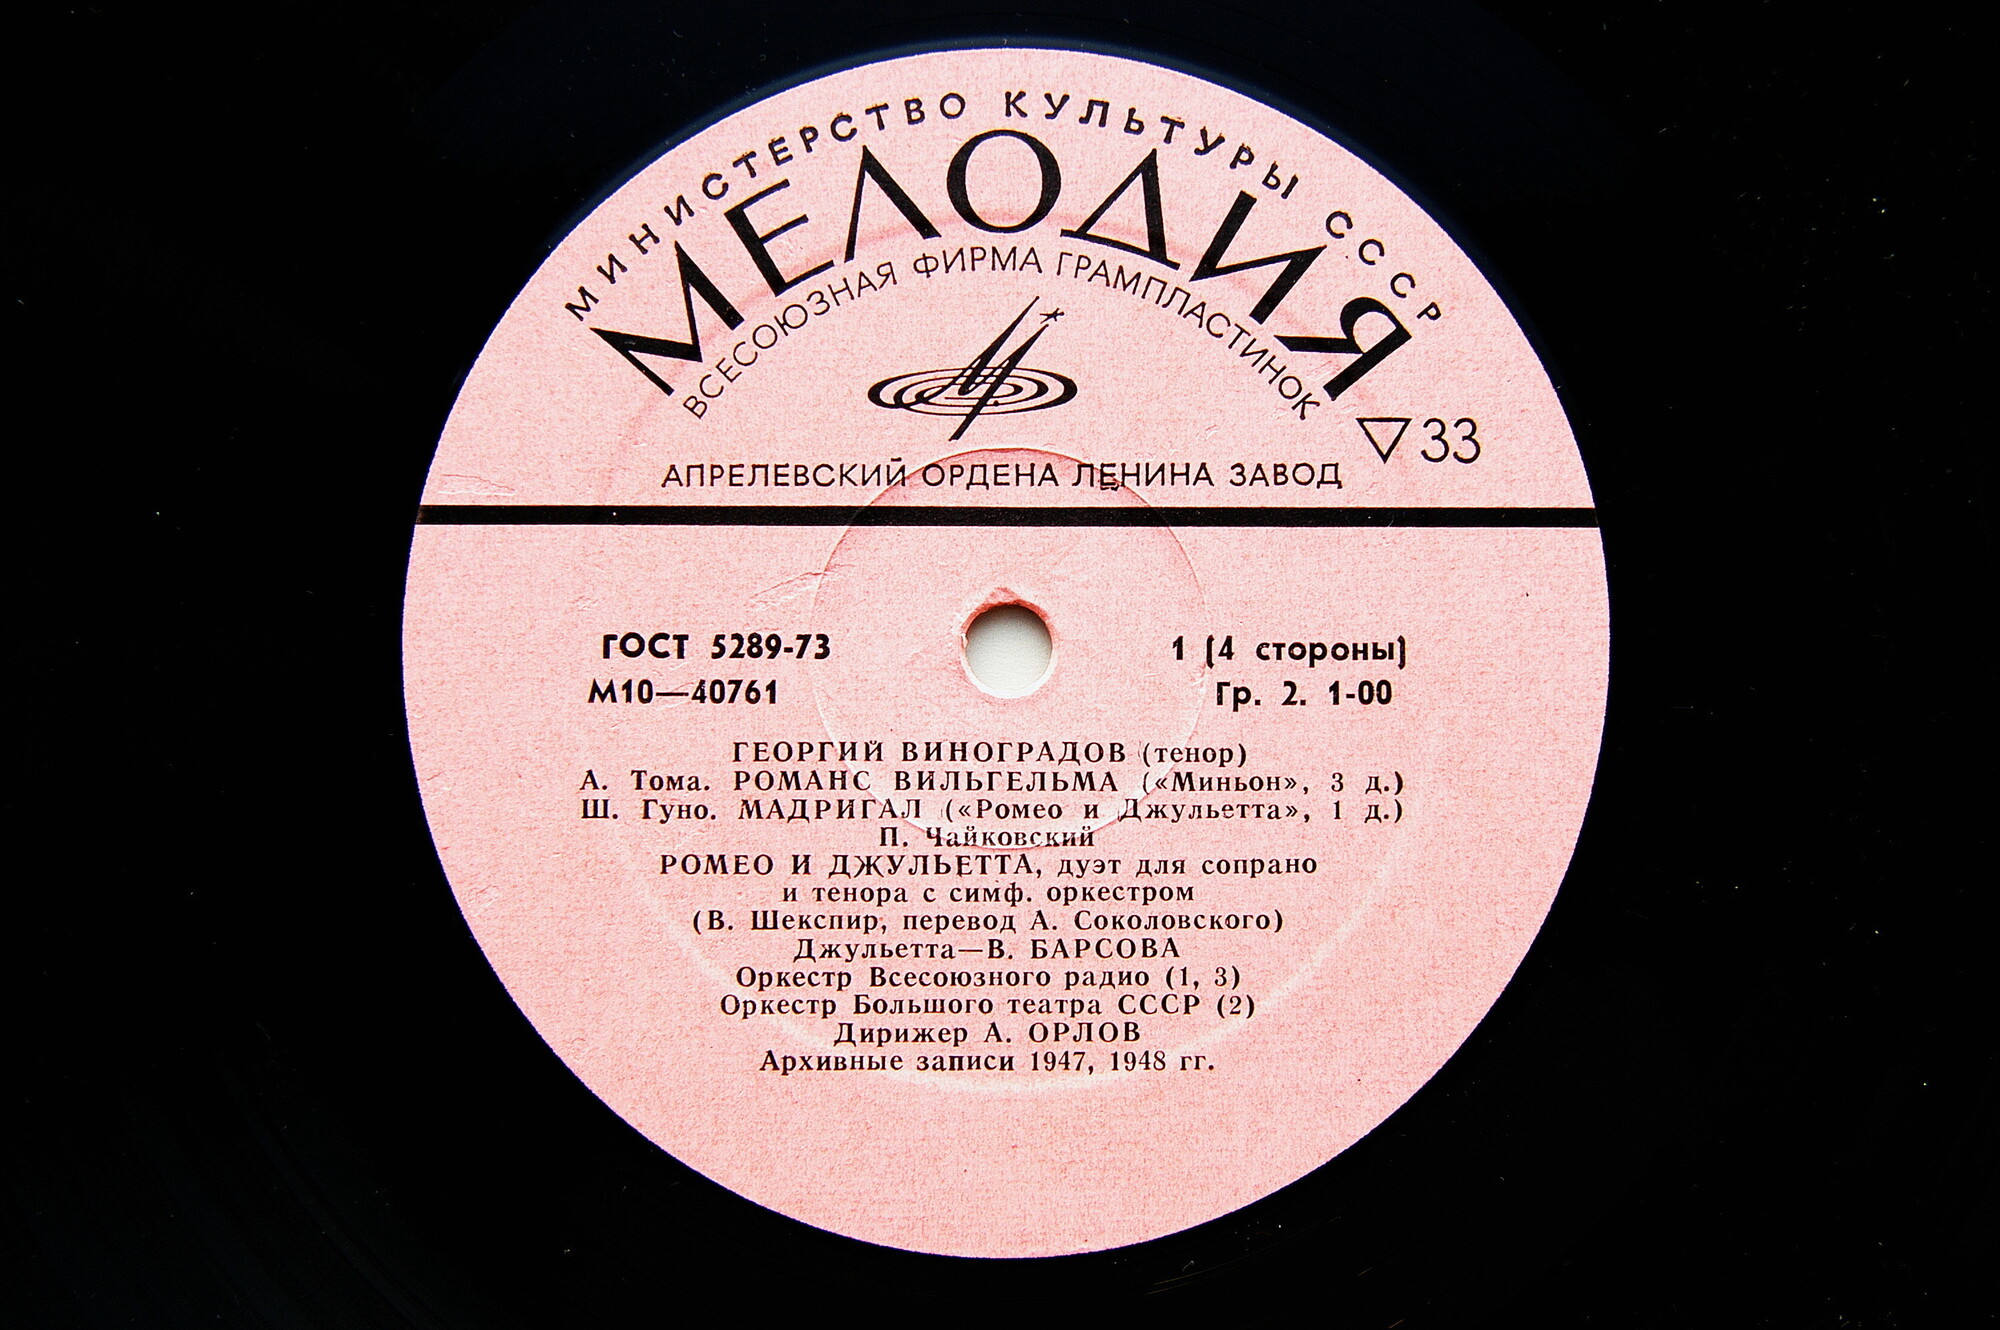 МИНИСТЕРСТВО КУЛЬТУРЫ СССР
МЕЛОДИЯ
ВСЕСОЮЗНАЯ ФИРМА ГРАМПЛАСТИНОК
33
АПРЕЛЕВСКИЙ ОРДЕНА ЛЕНИНА ЗАВОД
ГОСТ 5289-73
1 (4 стороны)
М10—40761
Гр. 2. 1-00
ГЕОРГИЙ ВИНОГРАДОВ (тенор)
А. Тома. РОМАНС ВИЛЬГЕЛЬМА («Миньон», 3 д.)
Ш. Гуно. МАДРИГАЛ («Ромео и Джульетта», 1 д.)
П. Чайковский
РОМЕО И ДЖУЛЬЕТТА, дуэт для сопрано
и тенора с симф. оркестром
(В. Шекспир, перевод А. Соколовского)
Джульетта—В. БАРСОВА
Оркестр Всесоюзного радио (1, 3)
Оркестр Большого театра СССР (2)
Дирижер А. ОРЛОВ
Архивные записи 1947, 1948 гг.